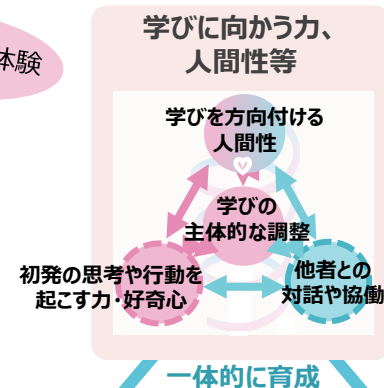 体験
学びに向かう力、
人間性等
学びを方向付ける
人間性
学びの
主体的な調整
初発の思考や行動を
起こす力・好奇心
他者との
対話や協働
一体的に育成